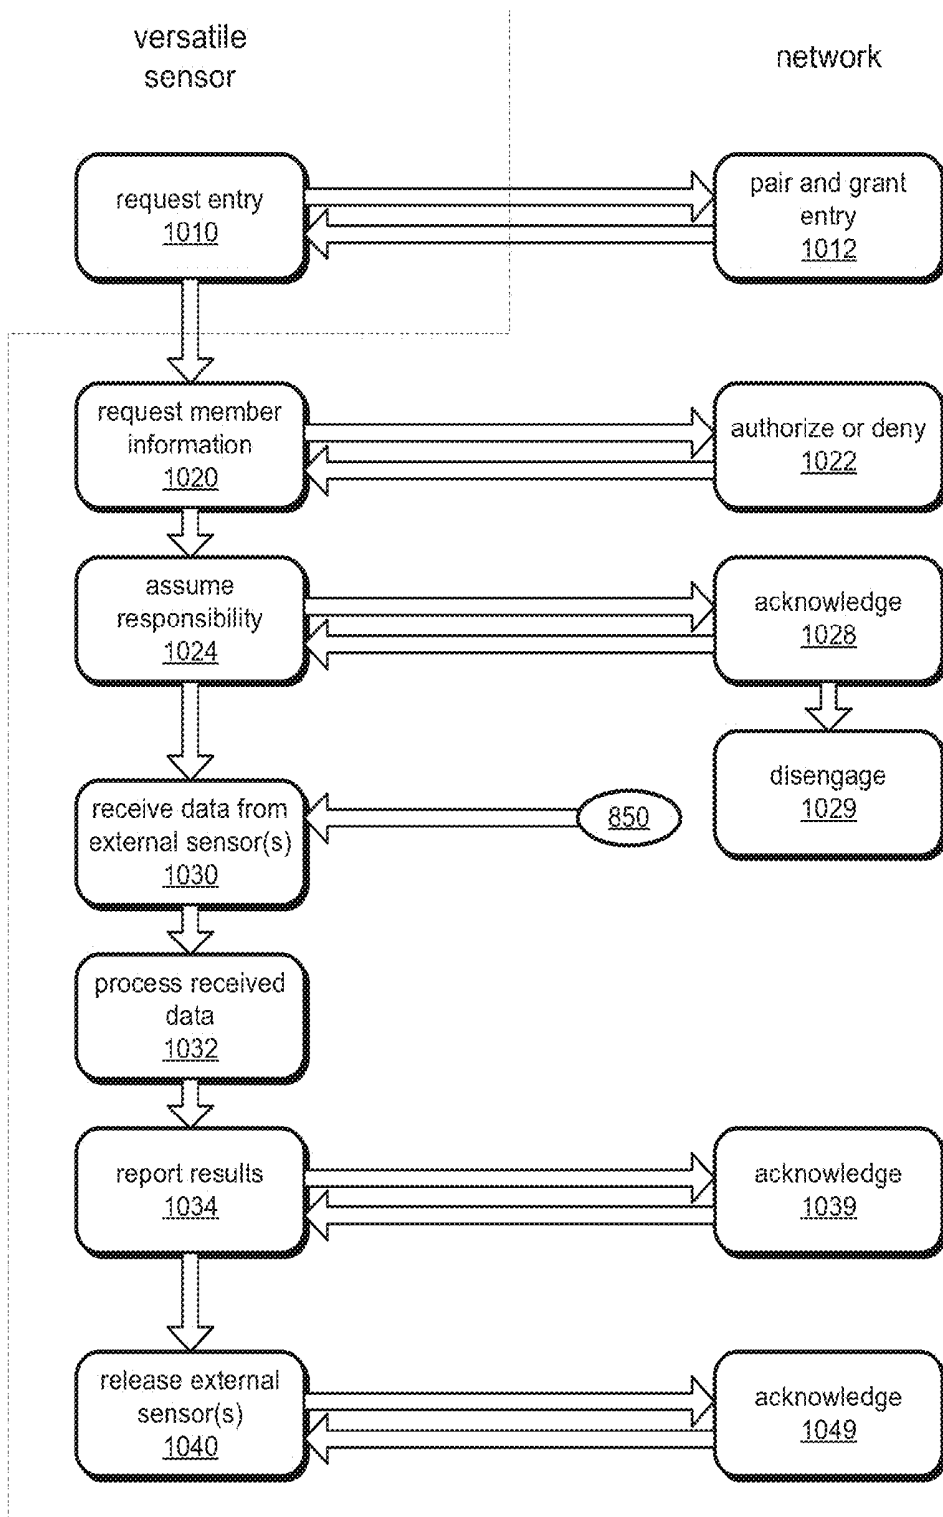 versatile
sensor
network
request entry
1010
pair and grant
entry
1012
request member
information
1020
authorize or deny
1022
assume
responsibility
1024
acknowledge
1028
disengage
1029
receive data from
external sensor(s)
1030
850
process received
data
1032
report results
1034
acknowledge
1039
release external
sensor(s)
1040
acknowledge
1049